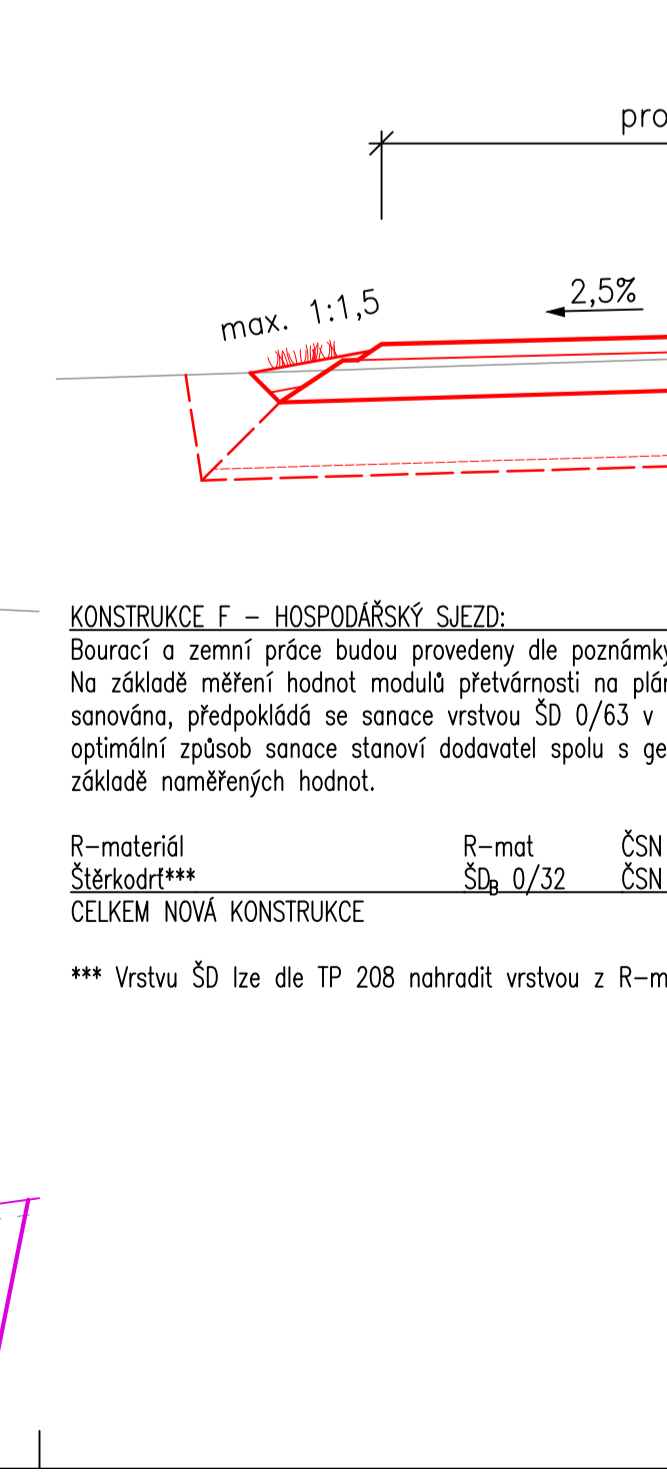 pro
2,5%
max. 1:1,5
KONSTRUKCE F – HOSPODÁŘSKÝ SJEZD:
Bourací a zemní práce budou provedeny dle poznámky
Na základě měření hodnot modulů přetvárnosti na plán
sanována, předpokládá se sanace vrstvou ŠD 0/63 v
optimální způsob sanace stanoví dodavatel spolu s ge
základě naměřených hodnot.
R–materiál R–mat ČSN
Štěrkodrť*** ŠDB 0/32 ČSN
CELKEM NOVÁ KONSTRUKCE
*** Vrstvu ŠD lze dle TP 208 nahradit vrstvou z R–m